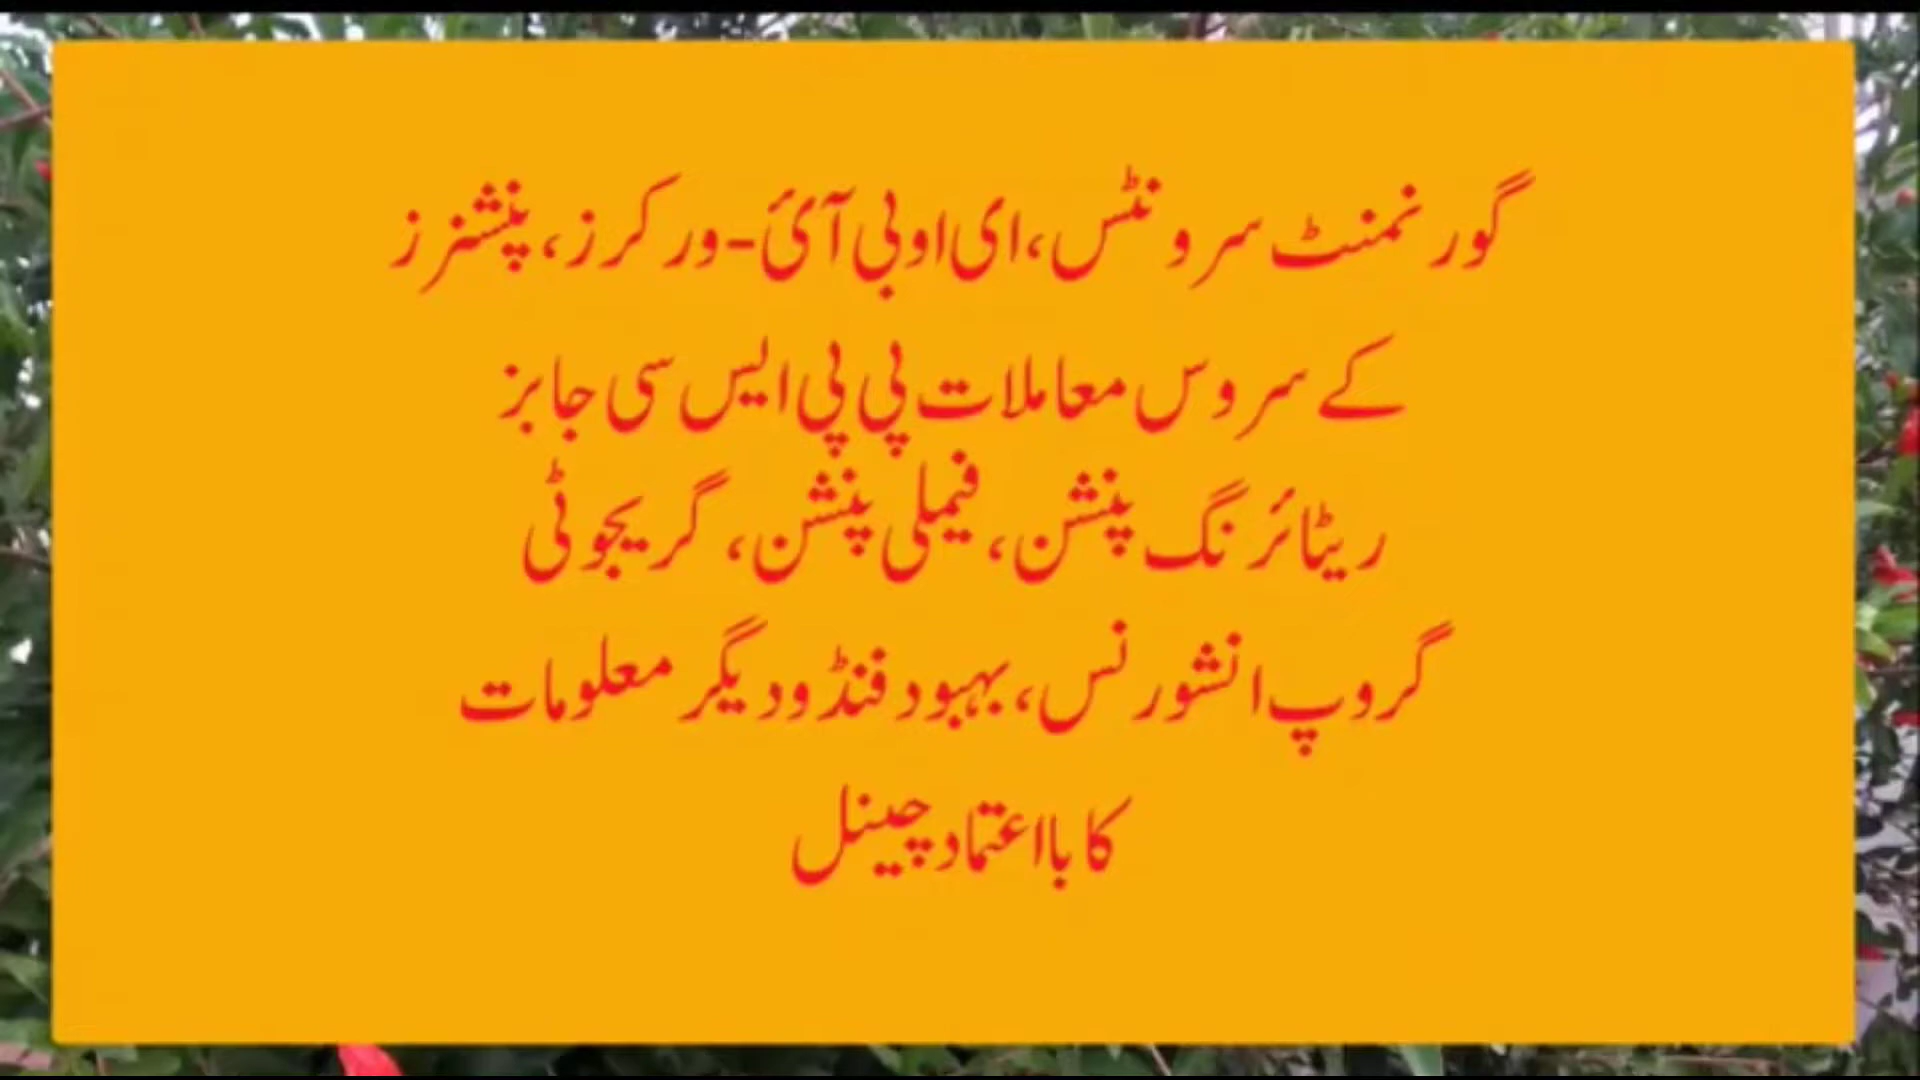 گورنمنٹ سرونٹس، ای او بی آئ - ورکرز، پنشنرز
کے سروس معاملات پی پی ایس سی جابز
ریٹائرنگ پنشن، فیملی پنشن، گریجوٹی
گروپ انشورنس، بہبود فنڈ و دیگر معلومات
کا بااعتماد چینل